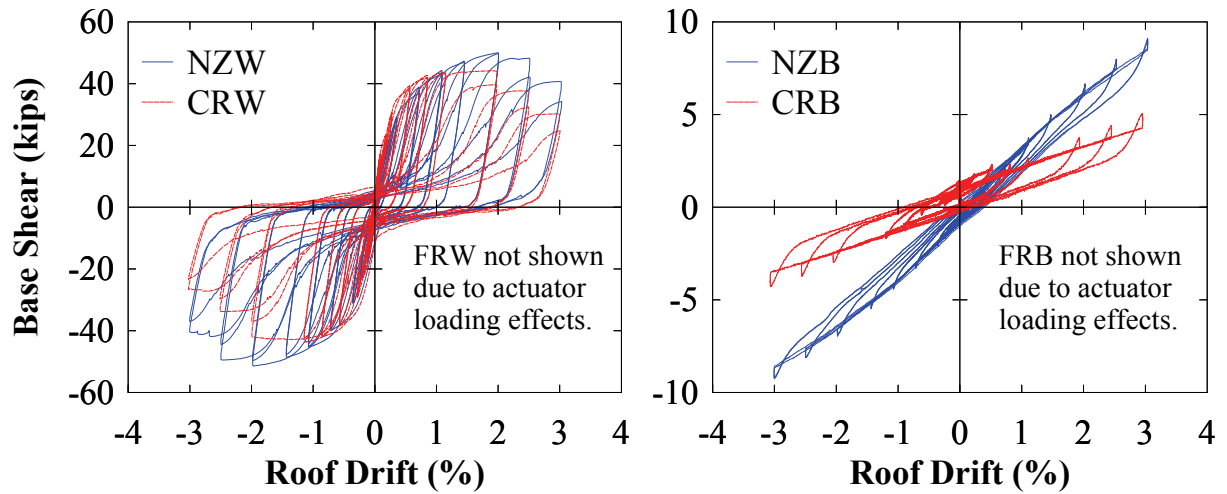 60
40
20
0
-20
-40
-60
-4 -3 -2 -1 0 1 2 3 4
Base Shear (kips)
Roof Drift (%)
NZW
CRW
FRW not shown
due to actuator
loading effects.
10
5
0
-5
-10
-4 -3 -2 -1 0 1 2 3 4
Roof Drift (%)
NZB
CRB
FRB not shown
due to actuator
loading effects.